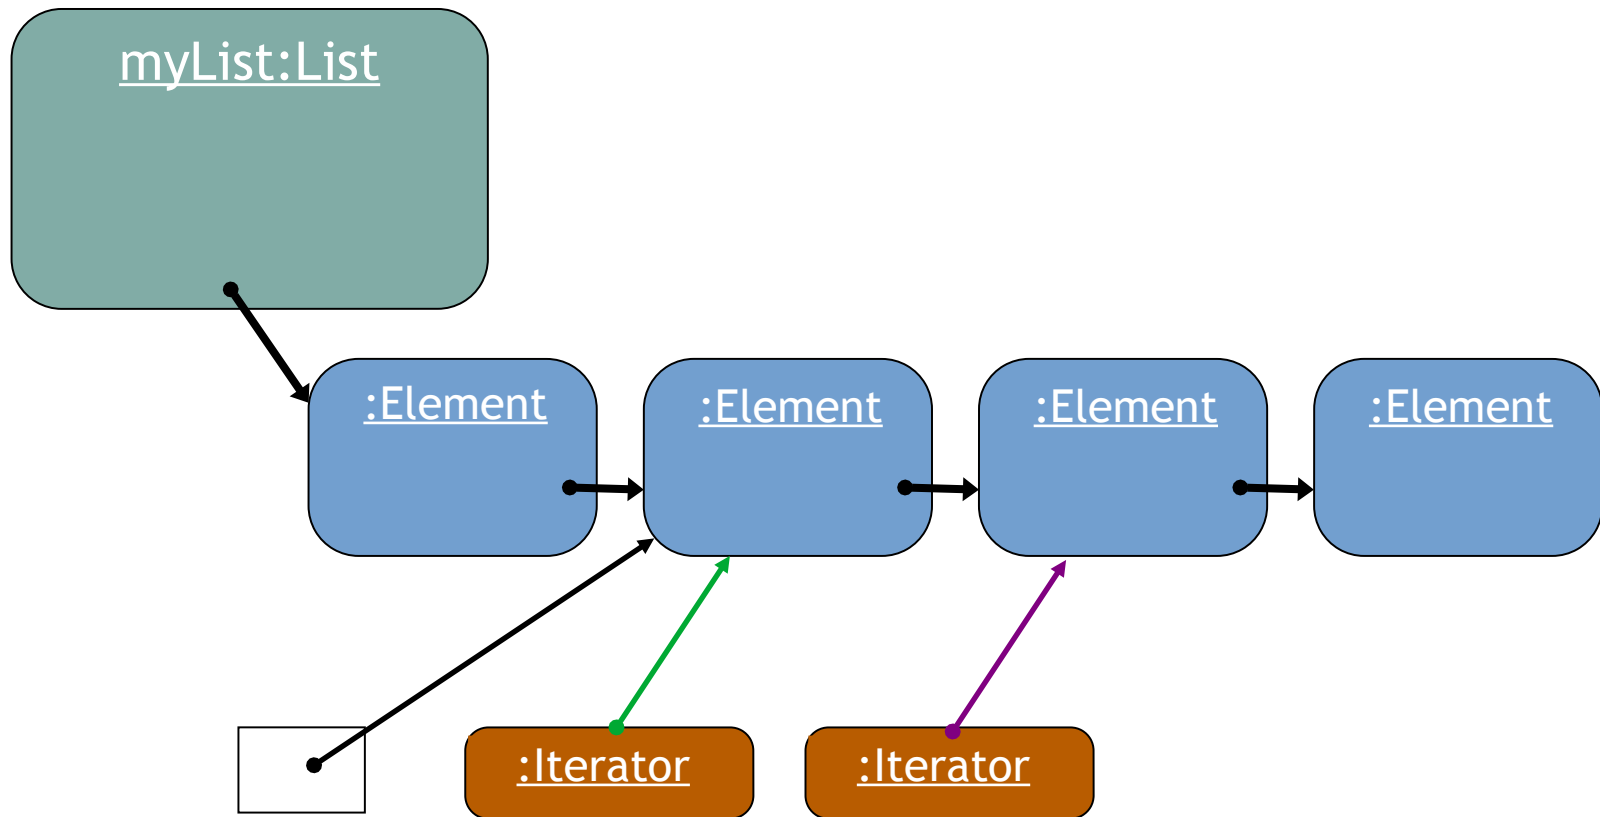 myList:List
:Element
:Element
:Element
:Element
:Iterator
:Iterator